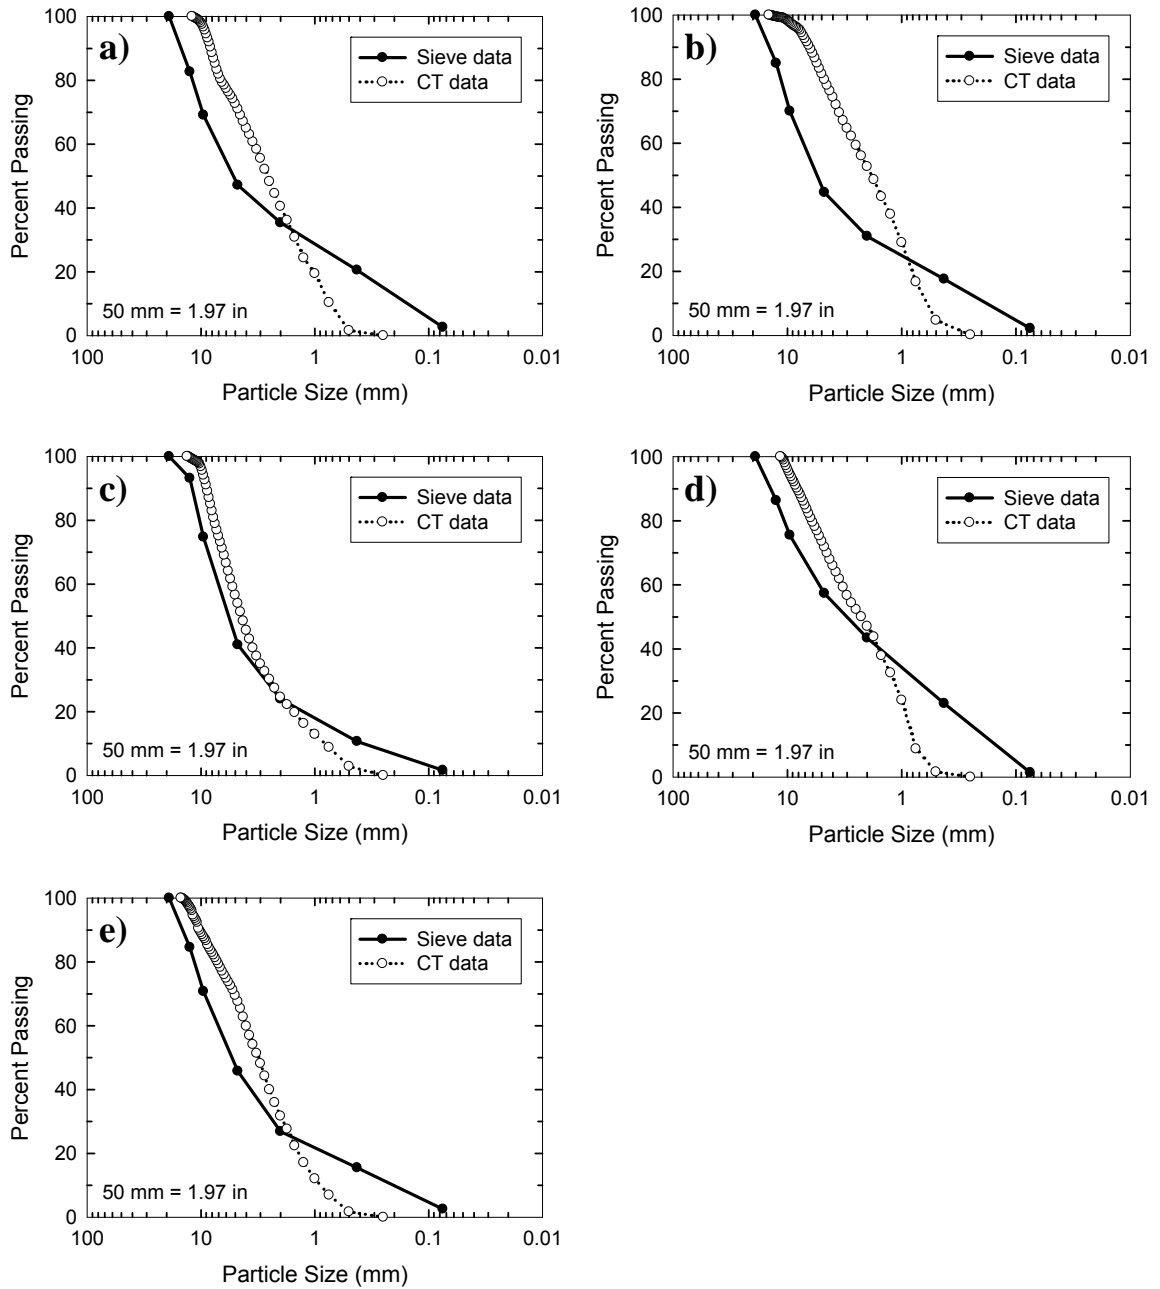 a)
Sieve data
CT data
Percent Passing
100
80
60
40
20
0
50 mm = 1.97 in
100 10 1 0.1 0.01
Particle Size (mm)
b)
Sieve data
CT data
Percent Passing
100
80
60
40
20
0
50 mm = 1.97 in
100 10 1 0.1 0.01
Particle Size (mm)
c)
Sieve data
CT data
Percent Passing
100
80
60
40
20
0
50 mm = 1.97 in
100 10 1 0.1 0.01
Particle Size (mm)
d)
Sieve data
CT data
Percent Passing
100
80
60
40
20
0
50 mm = 1.97 in
100 10 1 0.1 0.01
Particle Size (mm)
e)
Sieve data
CT data
Percent Passing
100
80
60
40
20
0
50 mm = 1.97 in
100 10 1 0.1 0.01
Particle Size (mm)